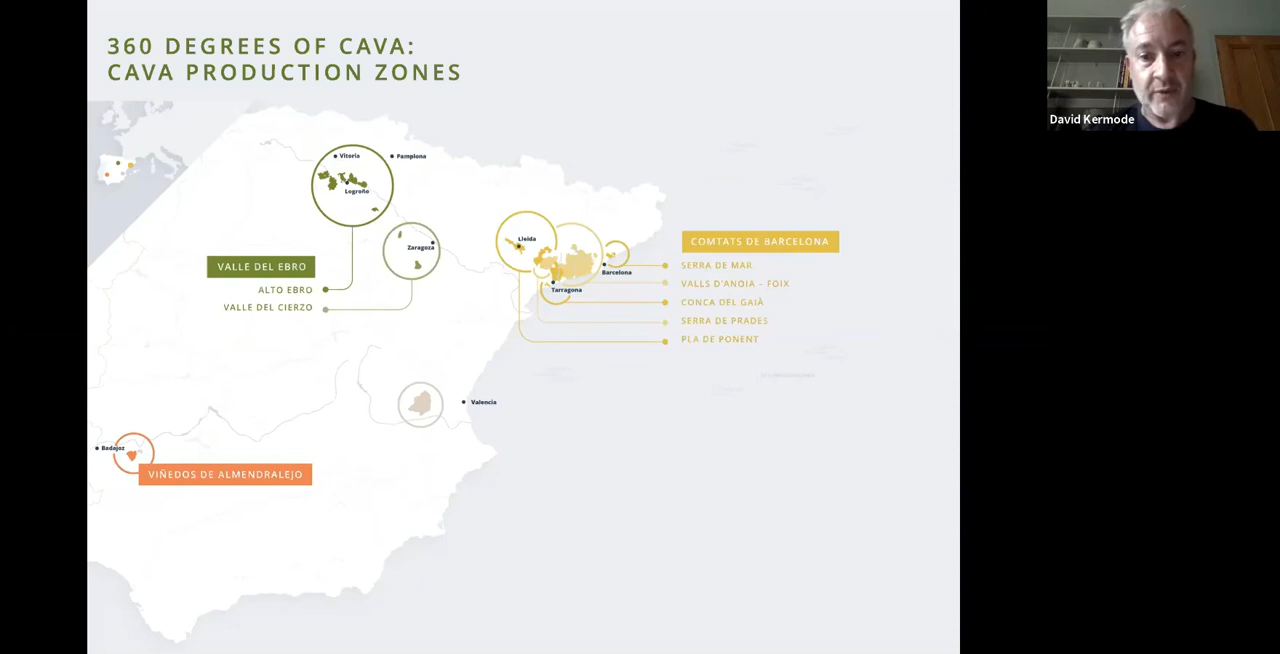 360 DEGREES OF CAVA:
CAVA PRODUCTION ZONES
David Kermode
Vitoria
Pamplona
Logroño
Zaragoza
Lleida
Barcelona
Tarragona
VALLE DEL EBRO
ALTO EBRO
VALLE DEL CIERZO
COMTATS DE BARCELONA
SERRA DE MAR
VALLS D'ANOIA - FOIX
CONCA DEL GAIÀ
SERRA DE PRADES
PLA DE PONENT
Valencia
Badajoz
VIÑEDOS DE ALMENDRALEJO